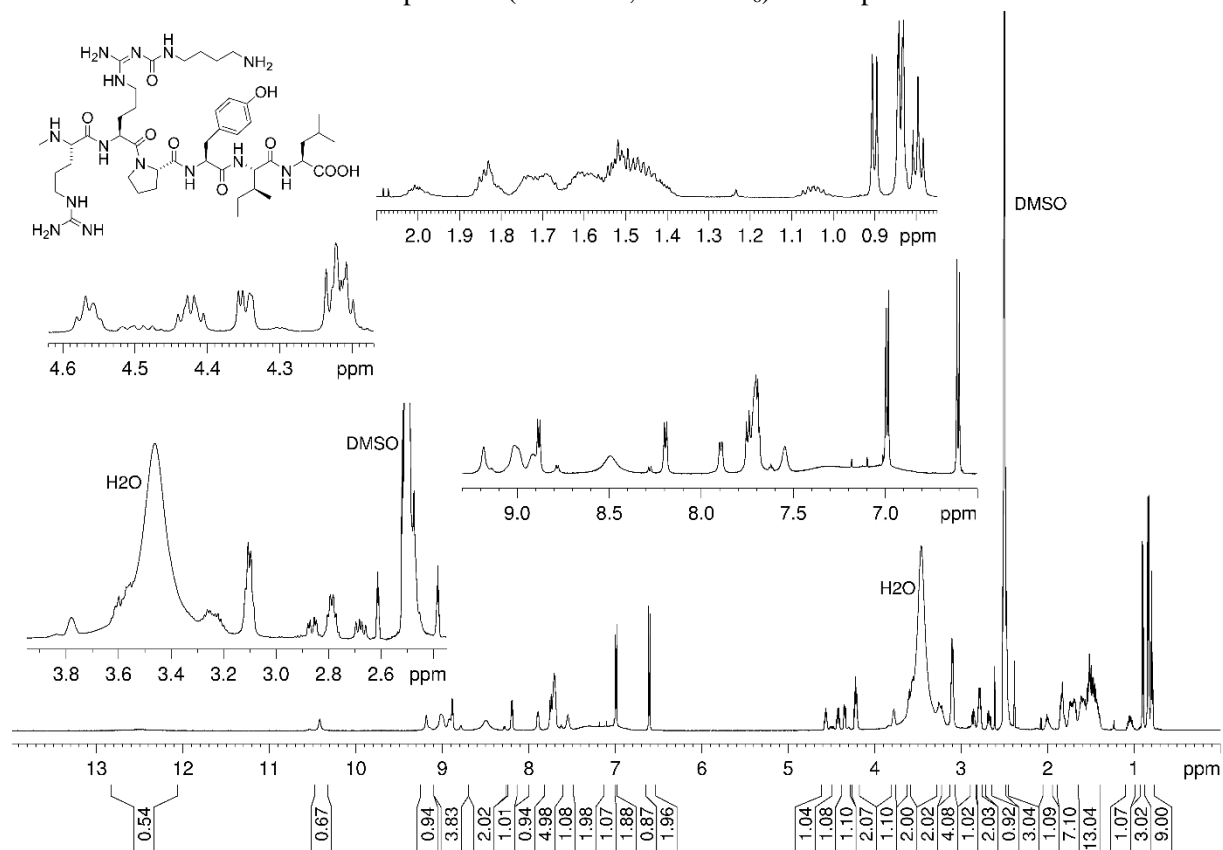 NH2 H
H2N N N NH2
HN O
OH
H O O
N H O H O
N N N N COOH
H O N H O N H
HN
H2N NH
2.0 1.9 1.8 1.7 1.6 1.5 1.4 1.3 1.2 1.1 1.0 0.9 ppm
DMSO
4.6 4.5 4.4 4.3 ppm
DMSO
H2O
9.0 8.5 8.0 7.5 7.0 ppm
3.8 3.6 3.4 3.2 3.0 2.8 2.6 ppm
H2O
13 12 11 10 9 8 7 6 5 4 3 2 1 ppm
0.54 0.67 0.94 3.83 2.02 1.01 0.94 4.98 1.08 1.98 1.07 1.88 0.87 1.96 1.04 1.08 1.10 2.07 1.10 2.00 2.02 4.08 1.02 2.03 0.92 3.04 1.09 7.10 13.04 1.07 3.02 9.00